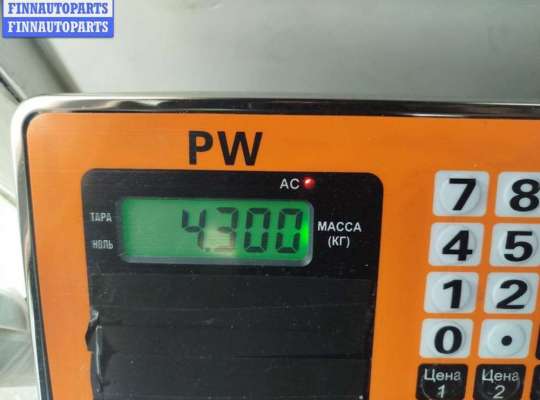 FINNAUTOPARTS
FINNAUTOPARTS
PW
AC
ТАРА
НОЛЬ
4.300
МАССА
(КГ)
7 8
4 5
1 2
0 •
Цена Цена
1 2